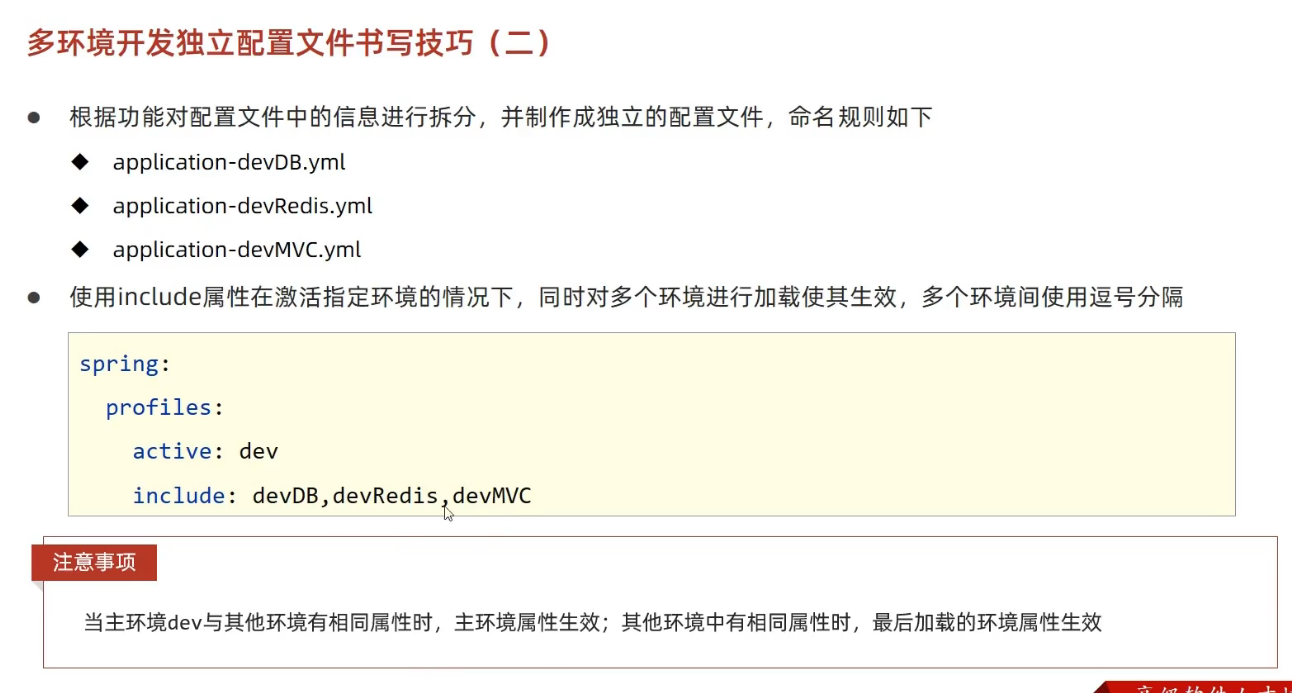 多环境开发独立配置文件书写技巧（二）
● 根据功能对配置文件中的信息进行拆分，并制作成独立的配置文件，命名规则如下
◆ application-devDB.yml
◆ application-devRedis.yml
◆ application-devMVC.yml
● 使用include属性在激活指定环境的情况下，同时对多个环境进行加载使其生效，多个环境间使用逗号分隔
spring:
  profiles:
    active: dev
    include: devDB,devRedis,devMVC
注意事项
当主环境dev与其他环境有相同属性时，主环境属性生效；其他环境中有相同属性时，最后加载的环境属性生效